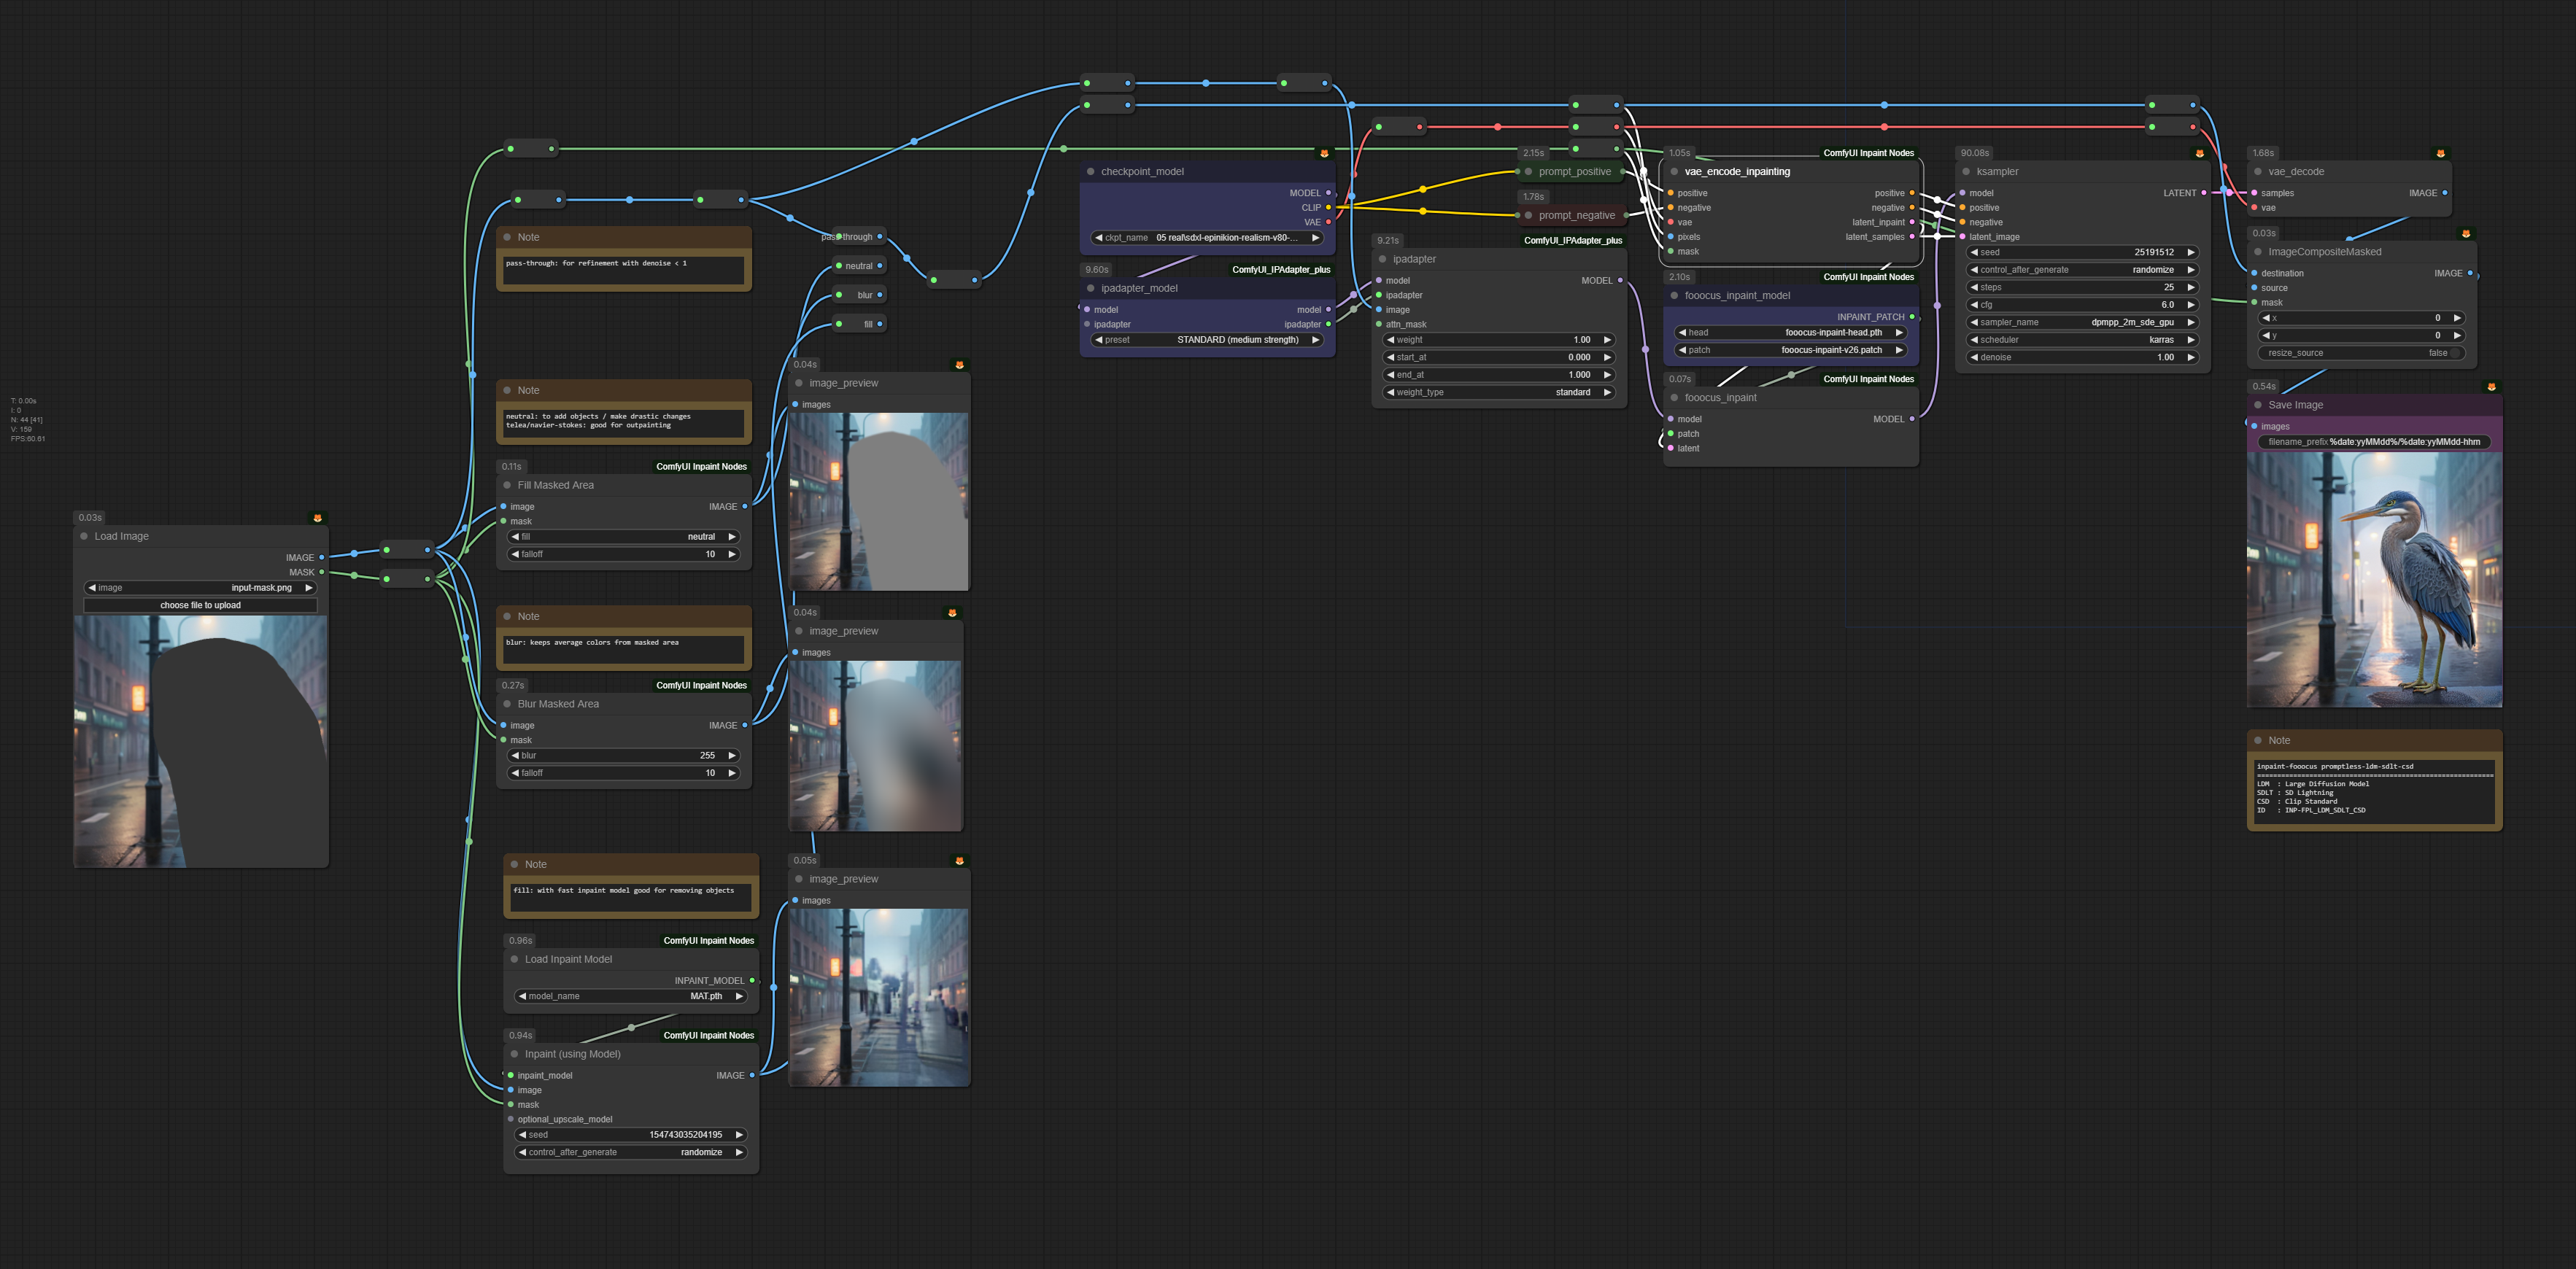 T: 0.00s
I: 0
N: 44 [41]
V: 159
FPS:60.61
0.03s
Load Image
IMAGE
MASK
image input-mask.png
choose file to upload
Note
pass-through: for refinement with denoise < 1
Note
neutral: to add objects / make drastic changes
telea/navier-stokes: good for outpainting
0.11s ComfyUI Inpaint Nodes
Fill Masked Area
image IMAGE
mask
fill neutral
falloff 10
Note
blur: keeps average colors from masked area
0.27s ComfyUI Inpaint Nodes
Blur Masked Area
image IMAGE
mask
blur 255
falloff 10
Note
fill: with fast inpaint model good for removing objects
0.96s ComfyUI Inpaint Nodes
Load Inpaint Model
INPAINT_MODEL
model_name MAT.pth
0.94s ComfyUI Inpaint Nodes
Inpaint (using Model)
inpaint_model IMAGE
image
mask
optional_upscale_model
seed 154743035204195
control_after_generate randomize
pass-through
neutral
blur
fill
0.04s
image_preview
images
0.04s
image_preview
images
0.05s
image_preview
images
checkpoint_model
MODEL
CLIP
VAE
ckpt_name 05 real\sdxl-epinikion-realism-v80-...
9.60s ComfyUI_IPAdapter_plus
ipadapter_model
model model
ipadapter ipadapter
preset STANDARD (medium strength)
2.15s
prompt_positive
1.78s
prompt_negative
9.21s ComfyUI_IPAdapter_plus
ipadapter
model MODEL
ipadapter
image
attn_mask
weight 1.00
start_at 0.000
end_at 1.000
weight_type standard
1.05s ComfyUI Inpaint Nodes
vae_encode_inpainting
positive positive
negative negative
vae latent_inpaint
pixels latent_samples
mask
2.10s ComfyUI Inpaint Nodes
fooocus_inpaint_model
INPAINT_PATCH
head fooocus-inpaint-head.pth
patch fooocus-inpaint-v26.patch
0.07s ComfyUI Inpaint Nodes
fooocus_inpaint
model MODEL
patch
latent
90.08s
ksampler
model LATENT
positive
negative
latent_image
seed 25191512
control_after_generate randomize
steps 25
cfg 6.0
sampler_name dpmpp_2m_sde_gpu
scheduler karras
denoise 1.00
1.68s
vae_decode
samples IMAGE
vae
0.03s
ImageCompositeMasked
destination IMAGE
source
mask
x 0
y 0
resize_source false
0.54s
Save Image
images
filename_prefix %date:yyMMdd%/%date:yyMMdd-hhm
Note
inpaint-fooocus promptless-ldm-sdlt-csd
LDM : Large Diffusion Model
SDLT : SD Lightning
CSD : Clip Standard
ID : INP-FPL_LDM_SDLT_CSD